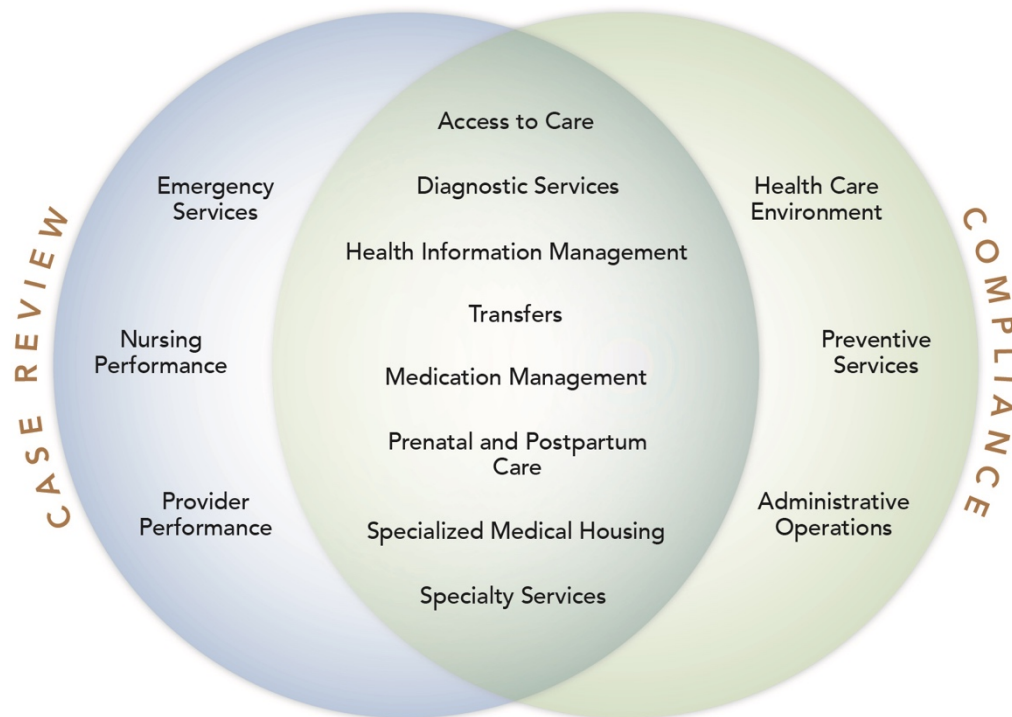 CASE REVIEW
Emergency
Services
Nursing
Performance
Provider
Performance
Access to Care
Diagnostic Services
Health Information Management
Transfers
Medication Management
Prenatal and Postpartum
Care
Specialized Medical Housing
Specialty Services
Health Care
Environment
Preventive
Services
Administrative
Operations
COMPLIANCE